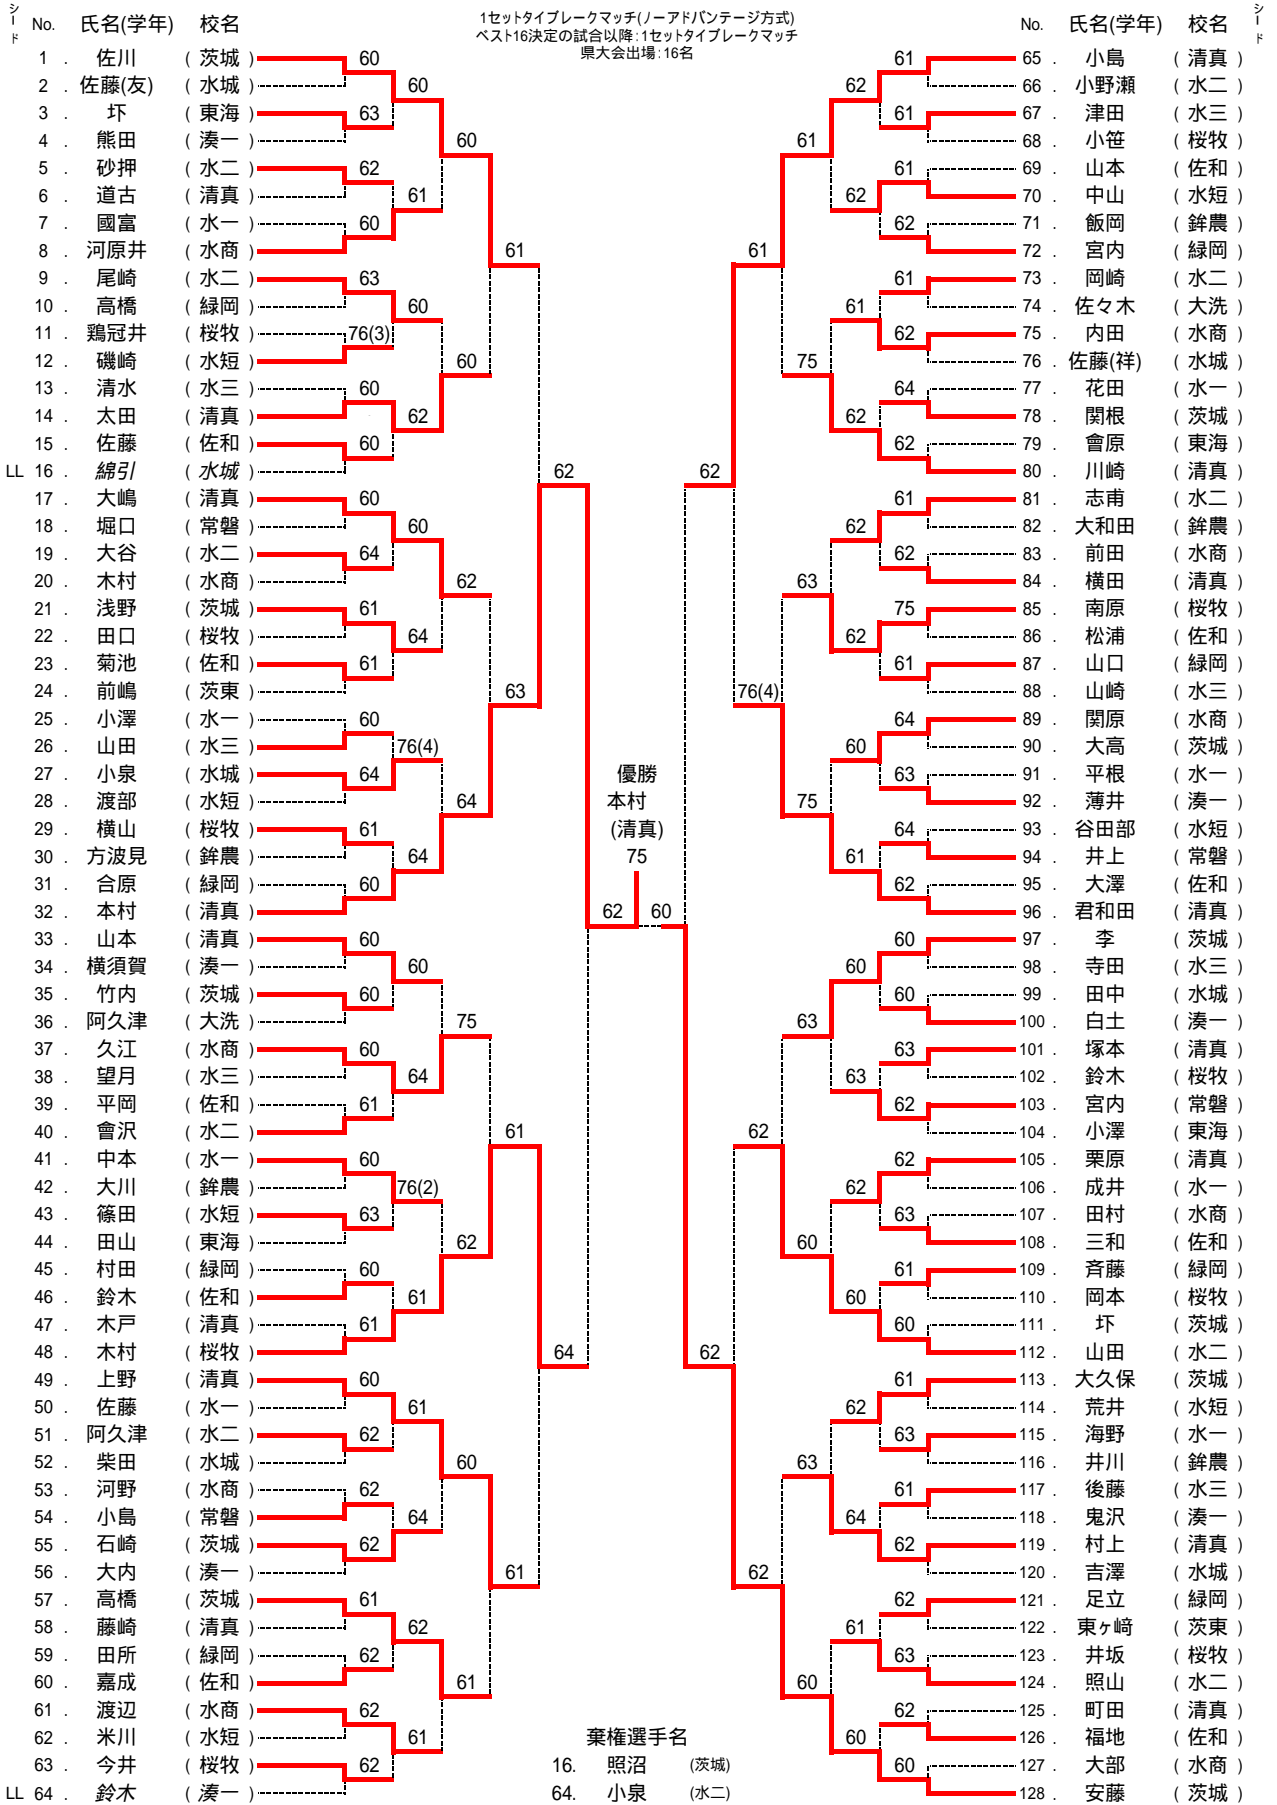 シード No. 氏名(学年) 校名
1セットタイブレークマッチ(ノーアドバンテージ方式)
ベスト16決定の試合以降:1セットタイブレークマッチ
県大会出場:16名
No. 氏名(学年) 校名 シード
1 . 佐川 ( 茨城 )
2 . 佐藤(友) ( 水城 )
3 . 圷 ( 東海 )
4 . 熊田 ( 湊一 )
5 . 砂押 ( 水二 )
6 . 道古 ( 清真 )
7 . 國富 ( 水一 )
8 . 河原井 ( 水商 )
9 . 尾崎 ( 水二 )
10 . 高橋 ( 緑岡 )
11 . 鶏冠井 ( 桜牧 )
12 . 磯崎 ( 水短 )
13 . 清水 ( 水三 )
14 . 太田 ( 清真 )
15 . 佐藤 ( 佐和 )
LL 16 . 綿引 ( 水城 )
17 . 大嶋 ( 清真 )
18 . 堀口 ( 常磐 )
19 . 大谷 ( 水二 )
20 . 木村 ( 水商 )
21 . 浅野 ( 茨城 )
22 . 田口 ( 桜牧 )
23 . 菊池 ( 佐和 )
24 . 前嶋 ( 茨東 )
25 . 小澤 ( 水一 )
26 . 山田 ( 水三 )
27 . 小泉 ( 水城 )
28 . 渡部 ( 水短 )
29 . 横山 ( 桜牧 )
30 . 方波見 ( 鉾農 )
31 . 合原 ( 緑岡 )
32 . 本村 ( 清真 )
33 . 山本 ( 清真 )
34 . 横須賀 ( 湊一 )
35 . 竹内 ( 茨城 )
36 . 阿久津 ( 大洗 )
37 . 久江 ( 水商 )
38 . 望月 ( 水三 )
39 . 平岡 ( 佐和 )
40 . 會沢 ( 水二 )
41 . 中本 ( 水一 )
42 . 大川 ( 鉾農 )
43 . 篠田 ( 水短 )
44 . 田山 ( 東海 )
45 . 村田 ( 緑岡 )
46 . 鈴木 ( 佐和 )
47 . 木戸 ( 清真 )
48 . 木村 ( 桜牧 )
49 . 上野 ( 清真 )
50 . 佐藤 ( 水一 )
51 . 阿久津 ( 水二 )
52 . 柴田 ( 水城 )
53 . 河野 ( 水商 )
54 . 小島 ( 常磐 )
55 . 石崎 ( 茨城 )
56 . 大内 ( 湊一 )
57 . 高橋 ( 茨城 )
58 . 藤崎 ( 清真 )
59 . 田所 ( 緑岡 )
60 . 嘉成 ( 佐和 )
61 . 渡辺 ( 水商 )
62 . 米川 ( 水短 )
63 . 今井 ( 桜牧 )
LL 64 . 鈴木 ( 湊一 )
60
63
62
60
63
76(3)
60
60
60
64
61
61
60
64
61
60
60
60
60
61
60
63
60
61
60
62
62
62
61
62
62
62
60
61
60
62
60
64
76(4)
64
60
64
76(2)
61
61
64
62
61
60
60
62
64
75
62
60
61
61
63
61
61
62
64
62
優勝
本村
(清真)
75
60
62
62
61
76(4)
62
62
61
75
63
75
63
60
63
60
62
62
61
62
62
62
60
61
60
63
62
60
62
64
61
60
61
61
61
62
61
62
64
62
61
62
75
61
64
63
64
62
60
60
63
62
62
63
61
60
61
63
61
62
62
63
62
60
65 . 小島 ( 清真 )
66 . 小野瀬 ( 水二 )
67 . 津田 ( 水三 )
68 . 小笹 ( 桜牧 )
69 . 山本 ( 佐和 )
70 . 中山 ( 水短 )
71 . 飯岡 ( 鉾農 )
72 . 宮内 ( 緑岡 )
73 . 岡崎 ( 水二 )
74 . 佐々木 ( 大洗 )
75 . 内田 ( 水商 )
76 . 佐藤(祥) ( 水城 )
77 . 花田 ( 水一 )
78 . 関根 ( 茨城 )
79 . 會原 ( 東海 )
80 . 川崎 ( 清真 )
81 . 志甫 ( 水二 )
82 . 大和田 ( 鉾農 )
83 . 前田 ( 水商 )
84 . 横田 ( 清真 )
85 . 南原 ( 桜牧 )
86 . 松浦 ( 佐和 )
87 . 山口 ( 緑岡 )
88 . 山崎 ( 水三 )
89 . 関原 ( 水商 )
90 . 大高 ( 茨城 )
91 . 平根 ( 水一 )
92 . 薄井 ( 湊一 )
93 . 谷田部 ( 水短 )
94 . 井上 ( 常磐 )
95 . 大澤 ( 佐和 )
96 . 君和田 ( 清真 )
97 . 李 ( 茨城 )
98 . 寺田 ( 水三 )
99 . 田中 ( 水城 )
100 . 白土 ( 湊一 )
101 . 塚本 ( 清真 )
102 . 鈴木 ( 桜牧 )
103 . 宮内 ( 常磐 )
104 . 小澤 ( 東海 )
105 . 栗原 ( 清真 )
106 . 成井 ( 水一 )
107 . 田村 ( 水商 )
108 . 三和 ( 佐和 )
109 . 斉藤 ( 緑岡 )
110 . 岡本 ( 桜牧 )
111 . 圷 ( 茨城 )
112 . 山田 ( 水二 )
113 . 大久保 ( 茨城 )
114 . 荒井 ( 水短 )
115 . 海野 ( 水一 )
116 . 井川 ( 鉾農 )
117 . 後藤 ( 水三 )
118 . 鬼沢 ( 湊一 )
119 . 村上 ( 清真 )
120 . 吉澤 ( 水城 )
121 . 足立 ( 緑岡 )
122 . 東ヶ﨑 ( 茨東 )
123 . 井坂 ( 桜牧 )
124 . 照山 ( 水二 )
125 . 町田 ( 清真 )
126 . 福地 ( 佐和 )
127 . 大部 ( 水商 )
128 . 安藤 ( 茨城 )
棄権選手名
16. 照沼 (茨城)
64. 小泉 (水二)